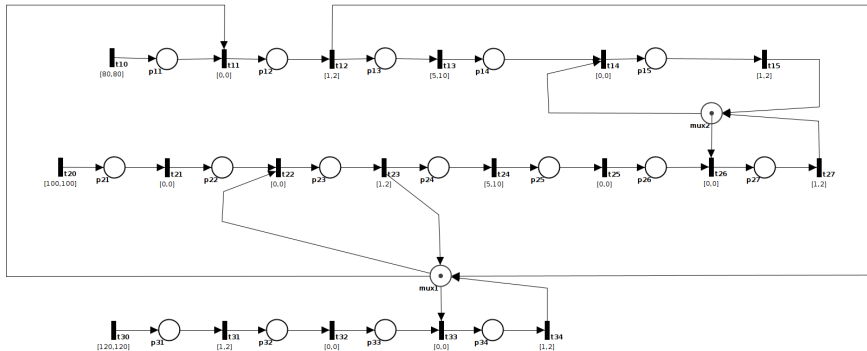 t10
[80,80]
p11
t11
[0,0]
p12
t12
[1,2]
p13
t13
[5,10]
p14
t14
[0,0]
p15
t15
[1,2]
mux2
t20
[100,100]
p21
t21
[0,0]
p22
t22
[0,0]
p23
t23
[1,2]
p24
t24
[5,10]
p25
t25
[0,0]
p26
t26
[0,0]
p27
t27
[1,2]
mux1
t30
[120,120]
p31
t31
[1,2]
p32
t32
[0,0]
p33
t33
[0,0]
p34
t34
[1,2]